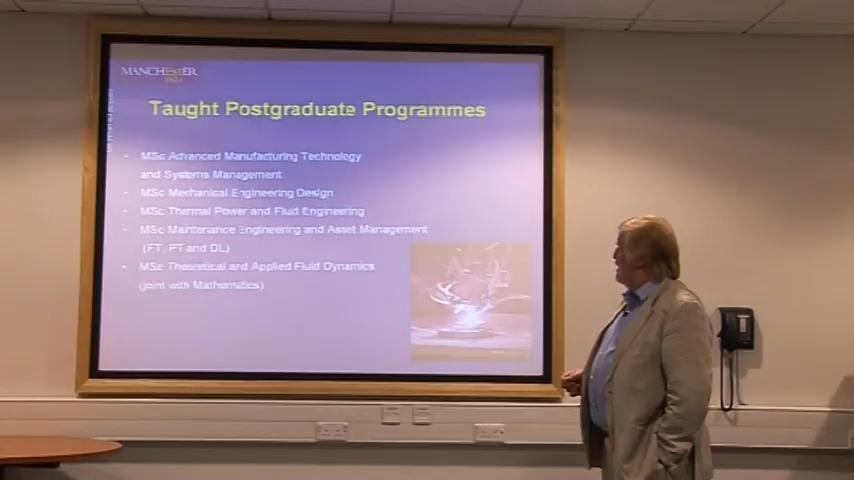 MANCHESTER
1824
Taught Postgraduate Programmes
- MSc Advanced Manufacturing Technology
and Systems Management
- MSc Mechanical Engineering Design
- MSc Thermal Power and Fluid Engineering
- MSc Maintenance Engineering and Asset Management
(FT, PT and DL)
- MSc Theoretical and Applied Fluid Dynamics
(joint with Mathematics)